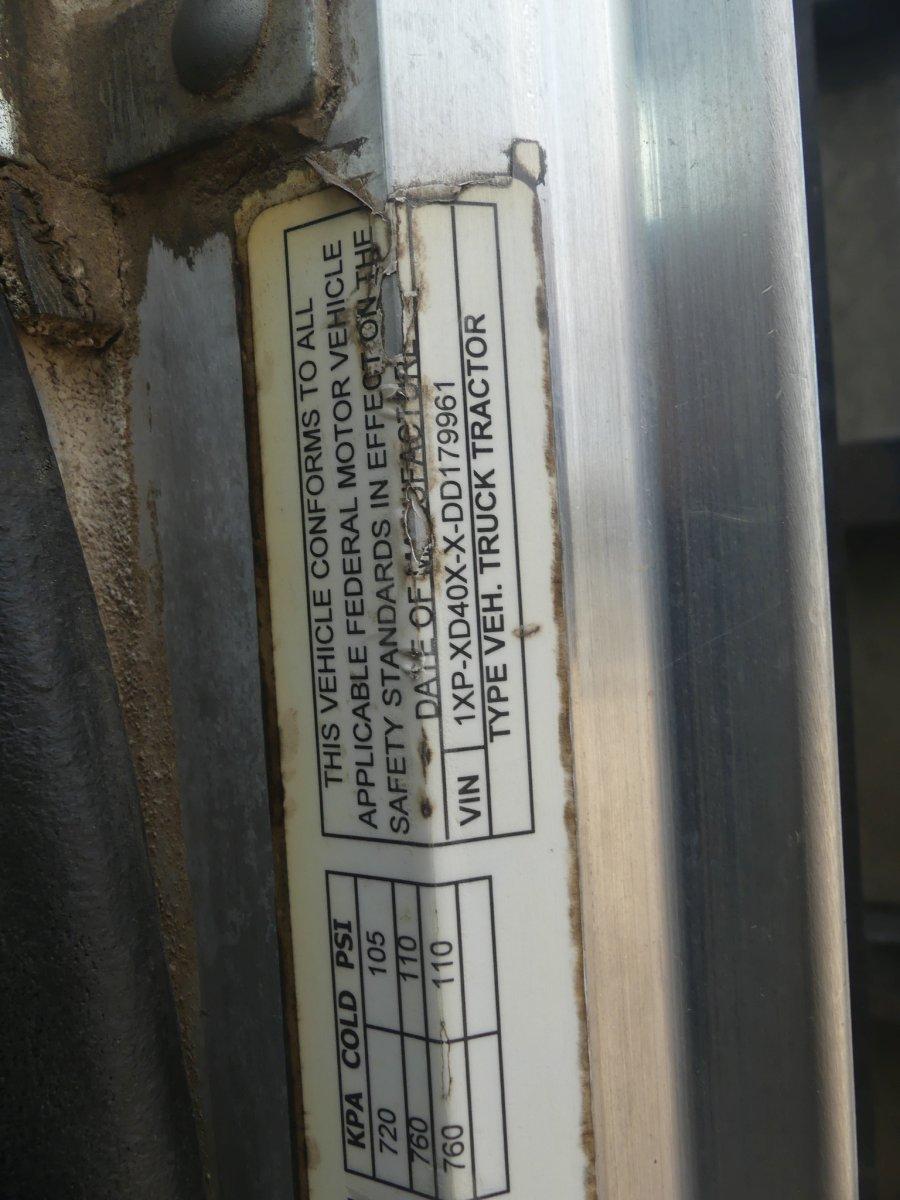 THIS VEHICLE CONFORMS TO ALL
APPLICABLE FEDERAL MOTOR VEHICLE
SAFETY STANDARDS IN EFFECT ON THE
DATE OF MANUFACTURE
VIN 1XP-XD40X-X-DD179961
TYPE VEH. TRUCK TRACTOR
KPA COLD PSI
720 105
760 110
760 110